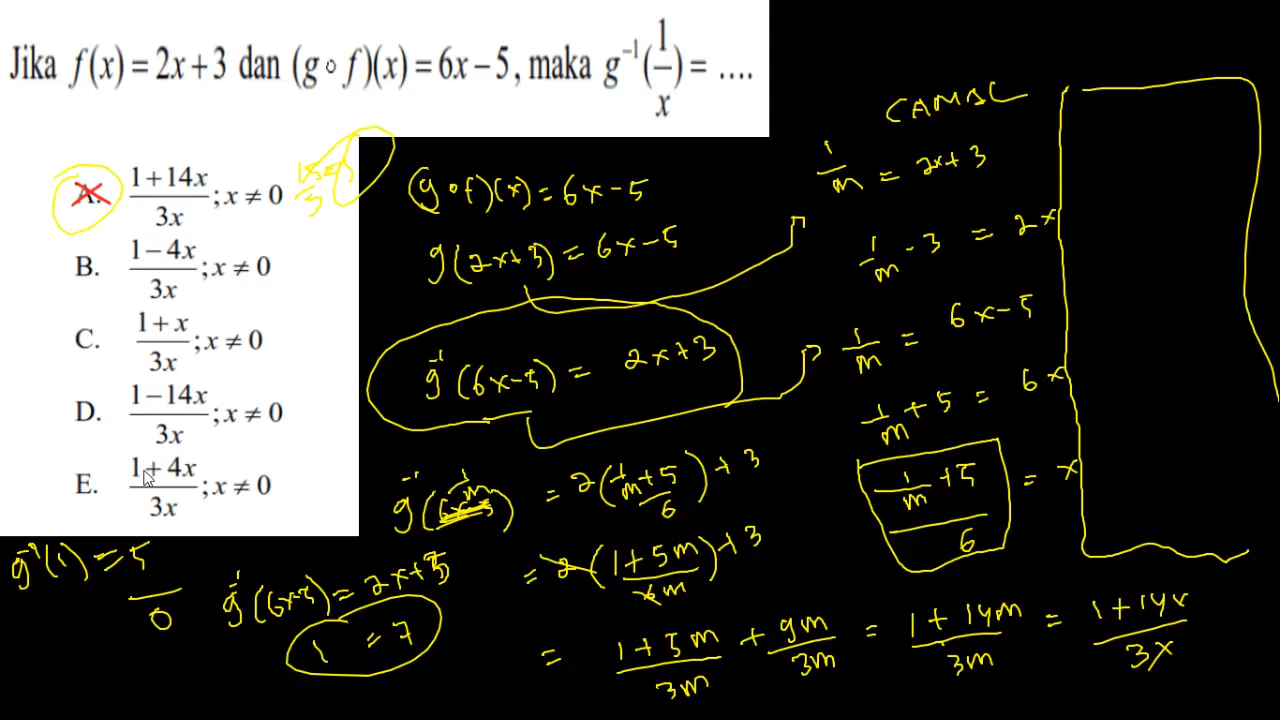 Jika f(x) = 2x + 3 dan (g ∘ f)(x) = 6x − 5, maka g⁻¹(1/x) = ....
A. (1 + 14x)/(3x) ; x ≠ 0
B. (1 − 4x)/(3x) ; x ≠ 0
C. (1 + x)/(3x) ; x ≠ 0
D. (1 − 14x)/(3x) ; x ≠ 0
E. (1 + 4x)/(3x) ; x ≠ 0
(g ∘ f)(x) = 6x − 5
g(2x+3) = 6x − 5
g⁻¹(6x−5) = 2x + 3
g⁻¹(1/m) = 2((1/m + 5)/6) + 3
= 2((1 + 5m)/(6m)) + 3
= (1 + 5m)/(3m) + 9m/(3m) = (1 + 14m)/(3m) = (1 + 14x)/(3x)
1/m = 2x + 3
1/m − 3 = 2x
1/m = 6x − 5
1/m + 5 = 6x
(1/m + 5)/6 = x
g⁻¹(1) = 5
0
g⁻¹(6x−5) = 2x + 3
1 = 7